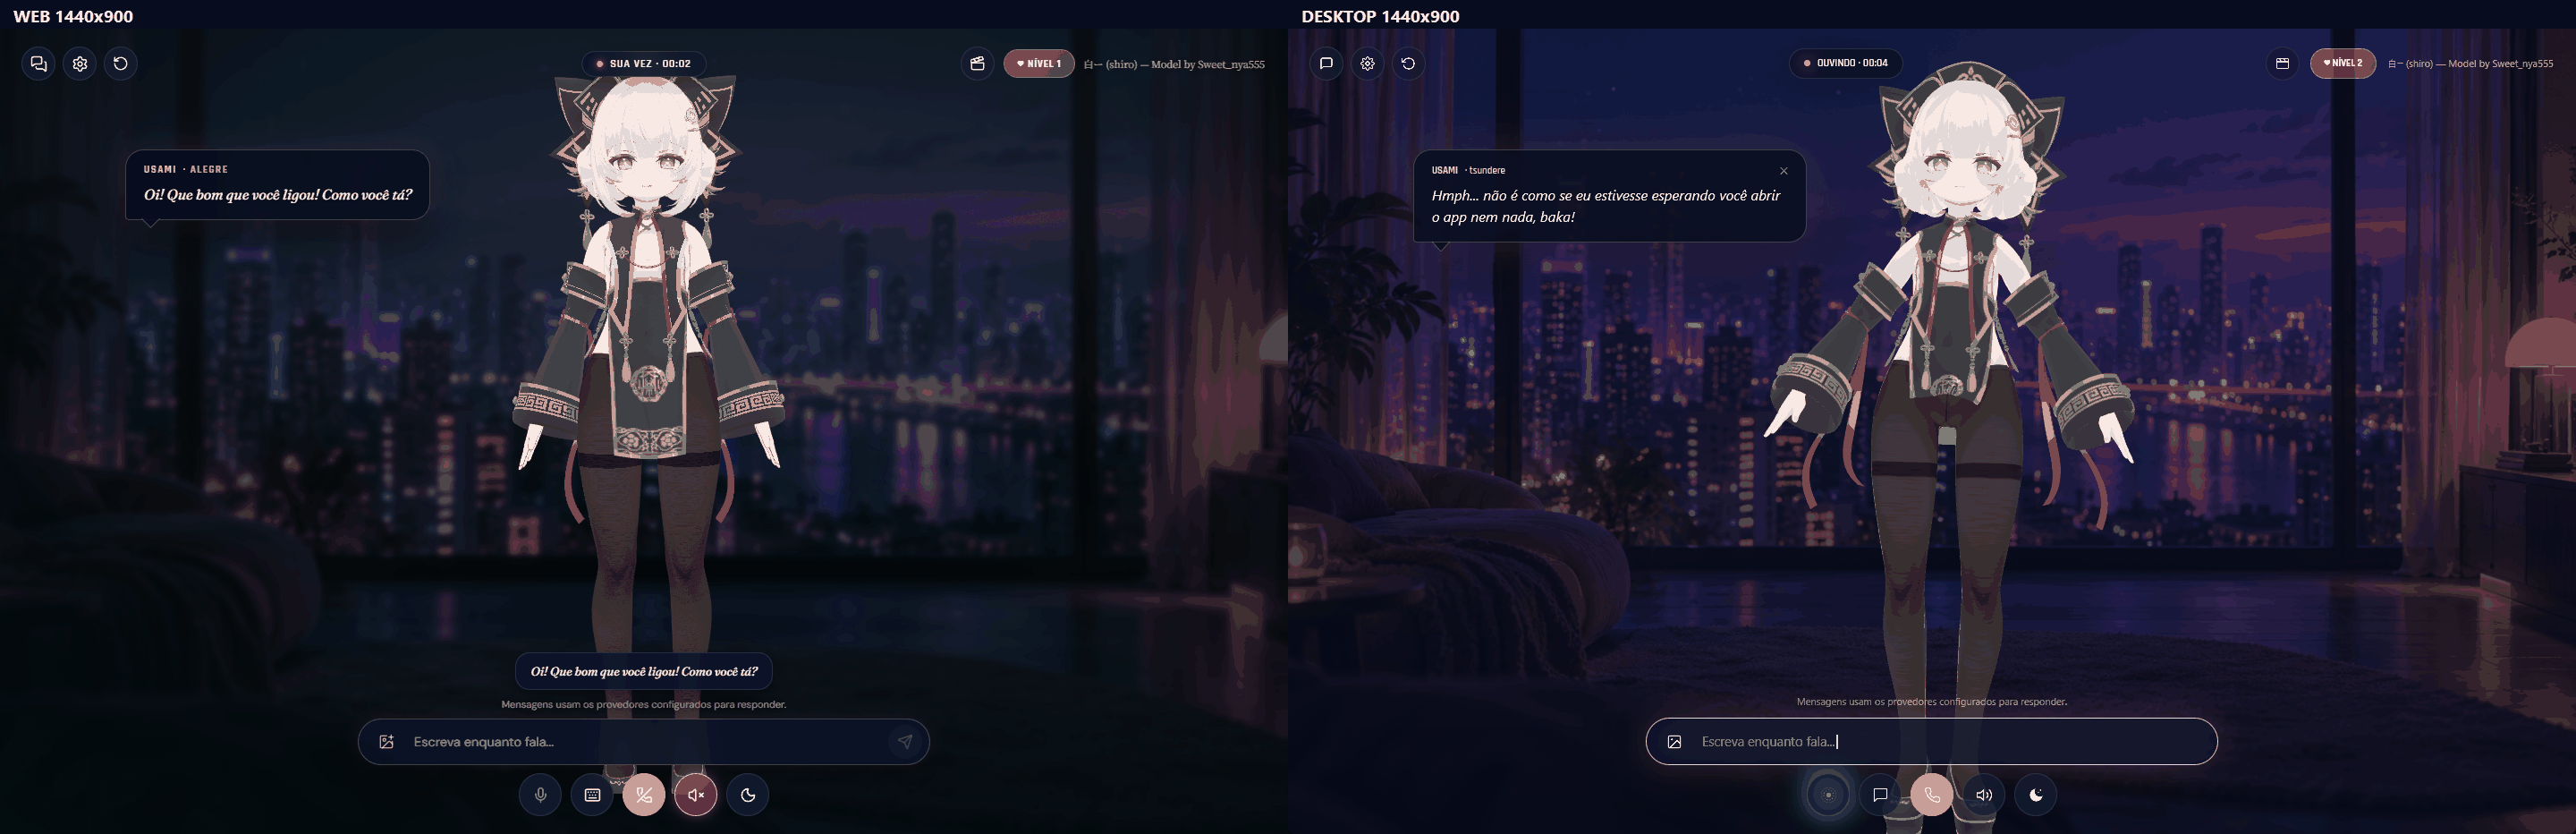 WEB 1440x900
SUA VEZ · 00:02
NÍVEL 1
白一 (shiro) — Model by Sweet_nya555
USAMI · ALEGRE
Oi! Que bom que você ligou! Como você tá?
Oi! Que bom que você ligou! Como você tá?
Mensagens usam os provedores configurados para responder.
Escreva enquanto fala...
DESKTOP 1440x900
OUVINDO · 00:04
NÍVEL 2
白一 (shiro) — Model by Sweet_nya555
USAMI · tsundere
Hmph... não é como se eu estivesse esperando você abrir
o app nem nada, baka!
Mensagens usam os provedores configurados para responder.
Escreva enquanto fala...